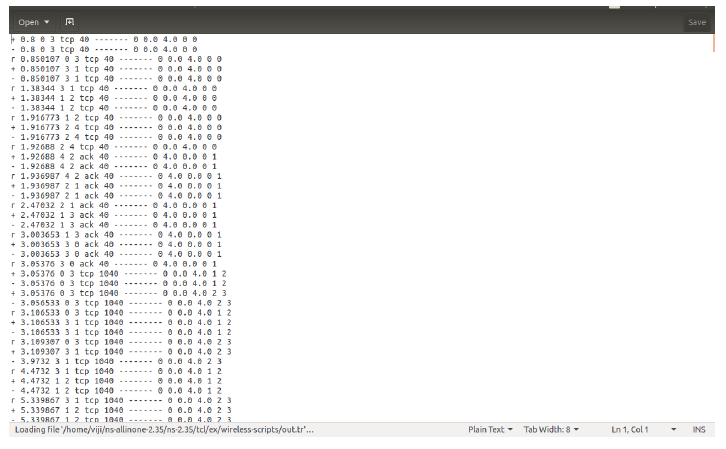 Open
Save
+ 0.8 0 3 tcp 40 ------- 0 0.0 4.0 0 0
- 0.8 0 3 tcp 40 ------- 0 0.0 4.0 0 0
r 0.850107 0 3 tcp 40 ------- 0 0.0 4.0 0 0
+ 0.850107 3 1 tcp 40 ------- 0 0.0 4.0 0 0
- 0.850107 3 1 tcp 40 ------- 0 0.0 4.0 0 0
r 1.38344 3 1 tcp 40 ------- 0 0.0 4.0 0 0
+ 1.38344 1 2 tcp 40 ------- 0 0.0 4.0 0 0
- 1.38344 1 2 tcp 40 ------- 0 0.0 4.0 0 0
r 1.916773 1 2 tcp 40 ------- 0 0.0 4.0 0 0
+ 1.916773 2 4 tcp 40 ------- 0 0.0 4.0 0 0
- 1.916773 2 4 tcp 40 ------- 0 0.0 4.0 0 0
r 1.92688 2 4 tcp 40 ------- 0 0.0 4.0 0 0
+ 1.92688 4 2 ack 40 ------- 0 4.0 0.0 0 1
- 1.92688 4 2 ack 40 ------- 0 4.0 0.0 0 1
r 1.936987 4 2 ack 40 ------- 0 4.0 0.0 0 1
+ 1.936987 2 1 ack 40 ------- 0 4.0 0.0 0 1
- 1.936987 2 1 ack 40 ------- 0 4.0 0.0 0 1
r 2.47032 2 1 ack 40 ------- 0 4.0 0.0 0 1
+ 2.47032 1 3 ack 40 ------- 0 4.0 0.0 0 1
- 2.47032 1 3 ack 40 ------- 0 4.0 0.0 0 1
r 3.003653 1 3 ack 40 ------- 0 4.0 0.0 0 1
+ 3.003653 3 0 ack 40 ------- 0 4.0 0.0 0 1
- 3.003653 3 0 ack 40 ------- 0 4.0 0.0 0 1
r 3.05376 3 0 ack 40 ------- 0 4.0 0.0 0 1
+ 3.05376 0 3 tcp 1040 ------- 0 0.0 4.0 1 2
- 3.05376 0 3 tcp 1040 ------- 0 0.0 4.0 1 2
+ 3.05376 0 3 tcp 1040 ------- 0 0.0 4.0 2 3
- 3.056533 0 3 tcp 1040 ------- 0 0.0 4.0 2 3
r 3.106533 0 3 tcp 1040 ------- 0 0.0 4.0 1 2
+ 3.106533 3 1 tcp 1040 ------- 0 0.0 4.0 1 2
- 3.106533 3 1 tcp 1040 ------- 0 0.0 4.0 1 2
r 3.109307 0 3 tcp 1040 ------- 0 0.0 4.0 2 3
+ 3.109307 3 1 tcp 1040 ------- 0 0.0 4.0 2 3
- 3.9732 3 1 tcp 1040 ------- 0 0.0 4.0 2 3
r 4.4732 3 1 tcp 1040 ------- 0 0.0 4.0 1 2
+ 4.4732 1 2 tcp 1040 ------- 0 0.0 4.0 1 2
- 4.4732 1 2 tcp 1040 ------- 0 0.0 4.0 1 2
r 5.339867 3 1 tcp 1040 ------- 0 0.0 4.0 2 3
+ 5.339867 1 2 tcp 1040 ------- 0 0.0 4.0 2 3
- 5.339867 1 2 tcp 1040 ------- 0 0.0 4.0 2 3
Loading file '/home/viji/ns-allinone-2.35/ns-2.35/tcl/ex/wireless-scripts/out.tr'...
Plain Text
Tab Width: 8
Ln 1, Col 1
INS